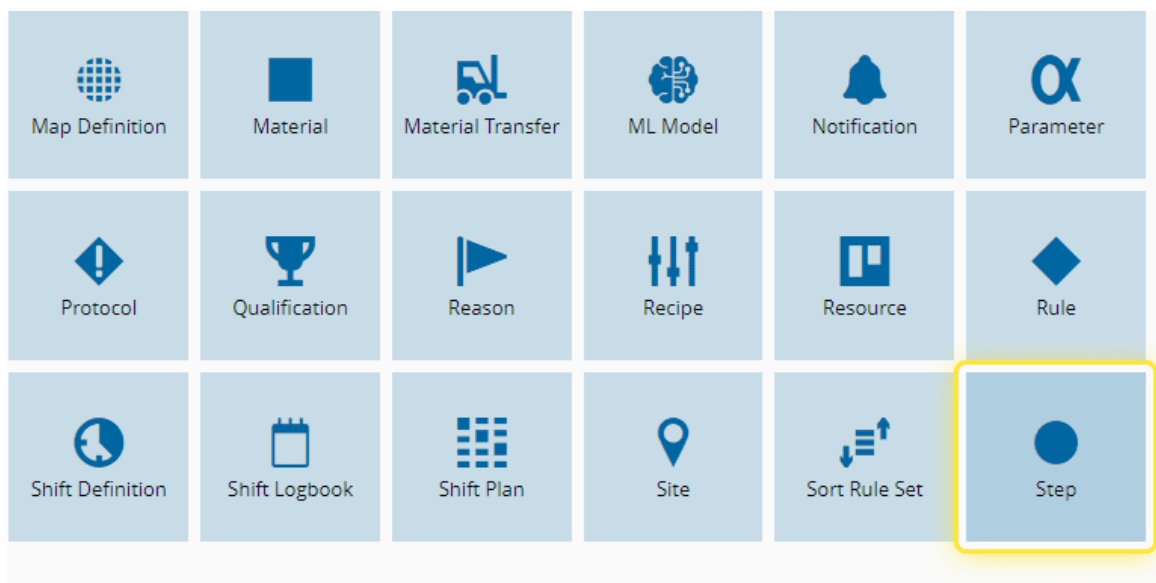 Map Definition
Material
Material Transfer
ML Model
Notification
Parameter
Protocol
Qualification
Reason
Recipe
Resource
Rule
Shift Definition
Shift Logbook
Shift Plan
Site
Sort Rule Set
Step